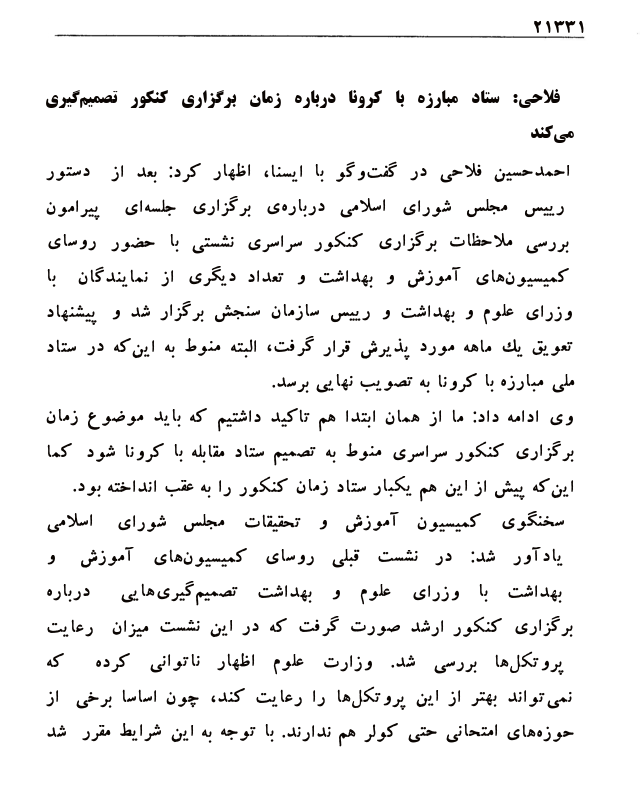 ۲۱۳۳۱
فلاحی: ستاد مبارزه با کرونا درباره زمان برگزاری کنکور تصمیم‌گیری
می‌کند
احمدحسین فلاحی در گفت‌وگو با ایسنا، اظهار کرد: بعد از دستور
رییس مجلس شورای اسلامی درباره‌ی برگزاری جلسه‌ای پیرامون
بررسی ملاحظات برگزاری کنکور سراسری نشستی با حضور روسای
کمیسیون‌های آموزش و بهداشت و تعداد دیگری از نمایندگان با
وزرای علوم و بهداشت و رییس سازمان سنجش برگزار شد و پیشنهاد
تعویق یك ماهه مورد پذیرش قرار گرفت، البته منوط به این‌که در ستاد
ملی مبارزه با کرونا به تصویب نهایی برسد.
وی ادامه داد: ما از همان ابتدا هم تاکید داشتیم که باید موضوع زمان
برگزاری کنکور سراسری منوط به تصمیم ستاد مقابله با کرونا شود کما
این‌که پیش از این هم یکبار ستاد زمان کنکور را به عقب انداخته بود.
سخنگوی کمیسیون آموزش و تحقیقات مجلس شورای اسلامی
یادآور شد: در نشست قبلی روسای کمیسیون‌های آموزش و
بهداشت با وزرای علوم و بهداشت تصمیم‌گیری‌هایی درباره
برگزاری کنکور ارشد صورت گرفت که در این نشست میزان رعایت
پروتکل‌ها بررسی شد. وزارت علوم اظهار ناتوانی کرده که
نمی‌تواند بهتر از این پروتکل‌ها را رعایت کند، چون اساسا برخی از
حوزه‌های امتحانی حتی کولر هم ندارند. با توجه به این شرایط مقرر شد